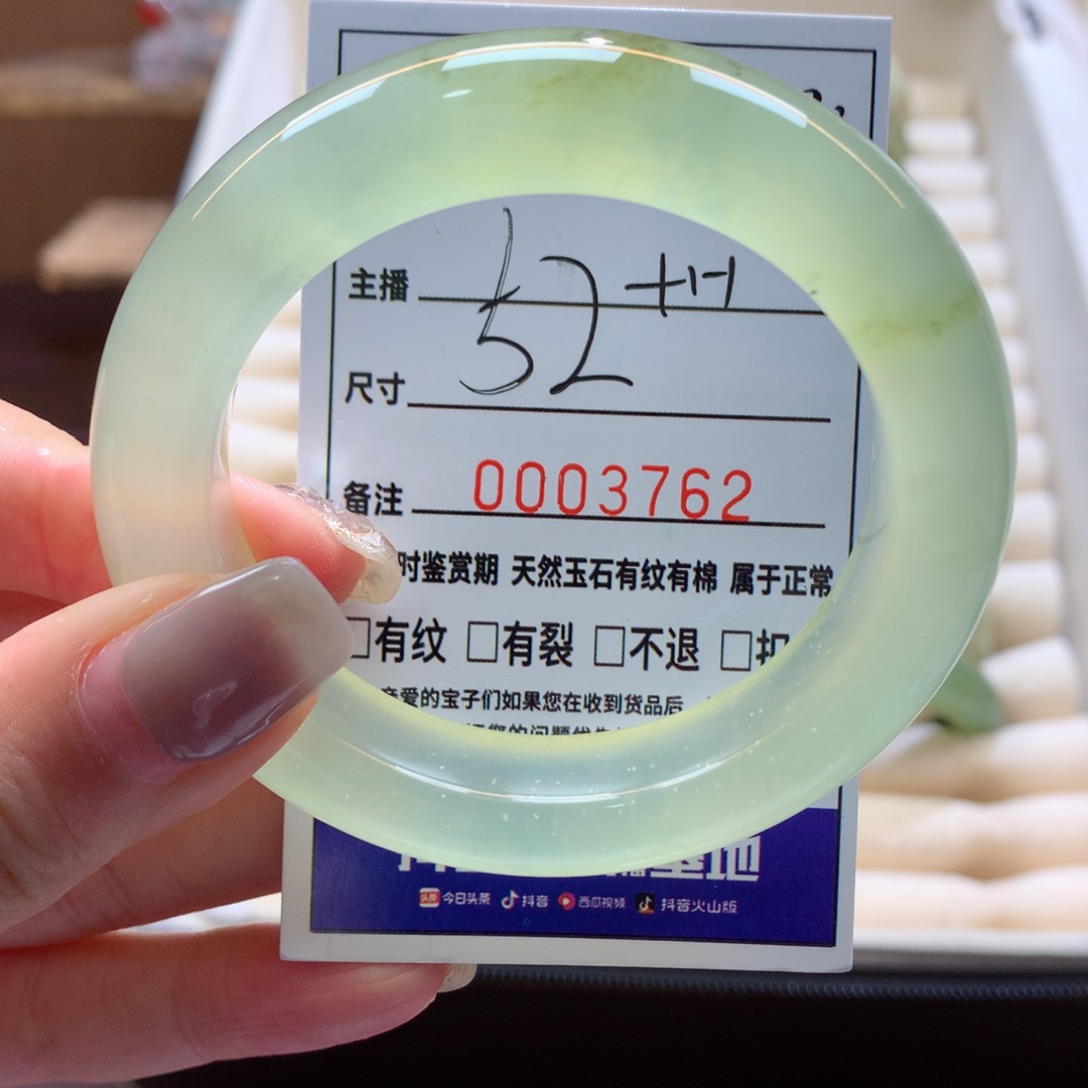 主播
52
尺寸
备注 0003762
时鉴赏期 天然玉石有纹有棉 属于正常
□有纹 □有裂 □不退 □扣
亲爱的宝子们如果您在收到货品后
基地
今日头条 抖音 西瓜视频 抖音火山版